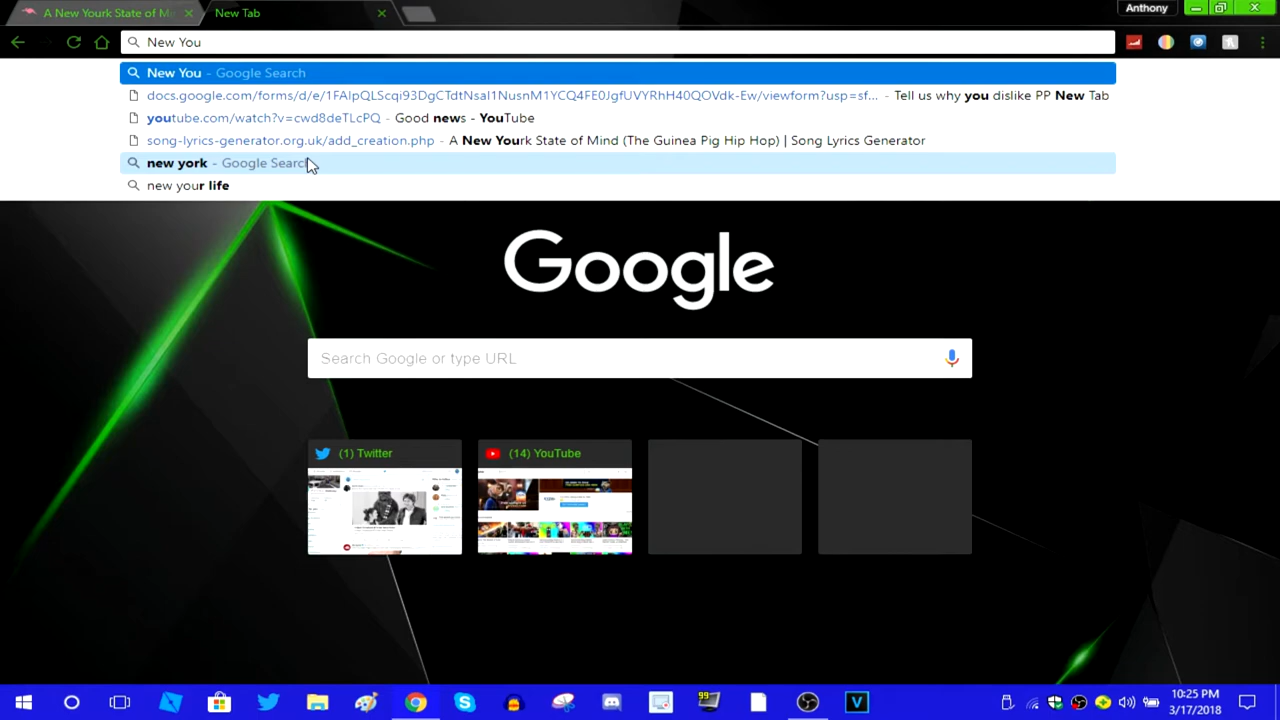 A New Yourk State of M
New Tab
Anthony
New You
New You - Google Search
docs.google.com/forms/d/e/1FAIpQLScqi93DgCTdtNsal1NusnM1YCQ4FE0JgfUVYRhH40QOVdk-Ew/viewform?usp=sf... - Tell us why you dislike PP New Tab
youtube.com/watch?v=cwd8deTLcPQ - Good news - YouTube
song-lyrics-generator.org.uk/add_creation.php - A New Yourk State of Mind (The Guinea Pig Hip Hop) | Song Lyrics Generator
new york - Google Search
new your life
Google
Search Google or type URL
(1) Twitter
(14) YouTube
99
10:25 PM
3/17/2018